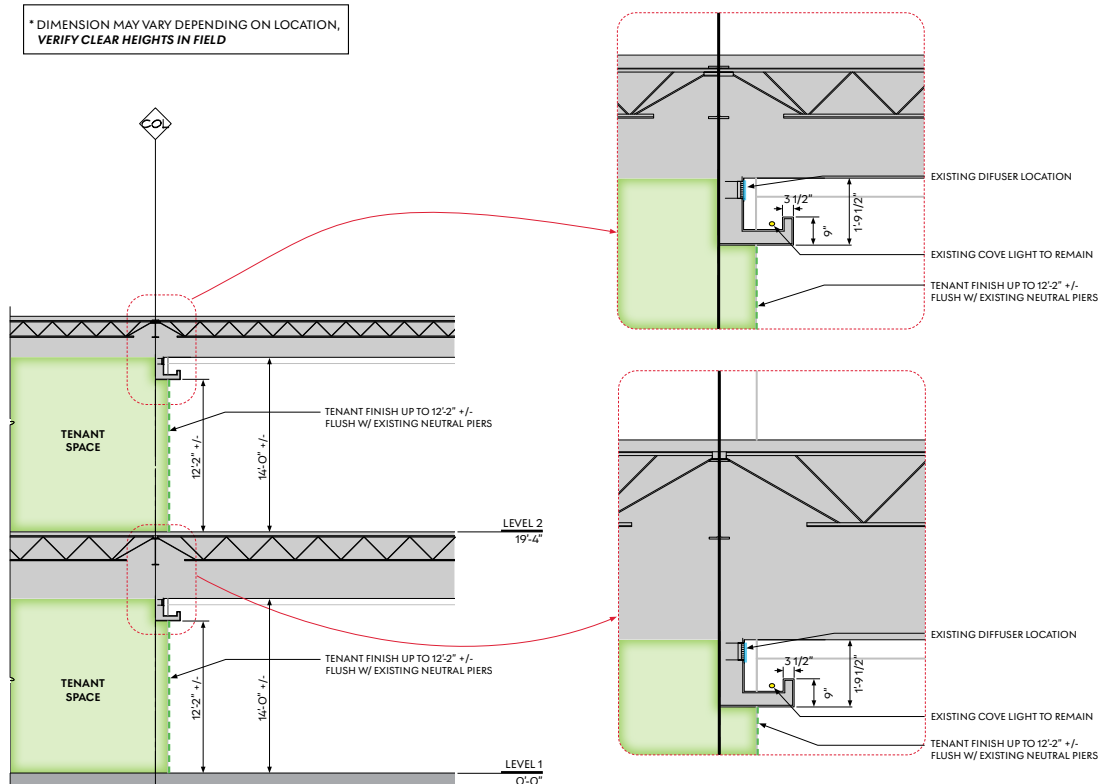 * DIMENSION MAY VARY DEPENDING ON LOCATION,
VERIFY CLEAR HEIGHTS IN FIELD
COL
EXISTING DIFUSER LOCATION
3 1/2"
9"
1'-9 1/2"
EXISTING COVE LIGHT TO REMAIN
TENANT FINISH UP TO 12'-2" +/-
FLUSH W/ EXISTING NEUTRAL PIERS
TENANT
SPACE
TENANT FINISH UP TO 12'-2" +/-
FLUSH W/ EXISTING NEUTRAL PIERS
12'-2" +/-
14'-0" +/-
LEVEL 2
19'-4"
TENANT
SPACE
TENANT FINISH UP TO 12'-2" +/-
FLUSH W/ EXISTING NEUTRAL PIERS
12'-2" +/-
14'-0" +/-
LEVEL 1
0'-0"
EXISTING DIFFUSER LOCATION
3 1/2"
9"
1'-9 1/2"
EXISTING COVE LIGHT TO REMAIN
TENANT FINISH UP TO 12'-2" +/-
FLUSH W/ EXISTING NEUTRAL PIERS